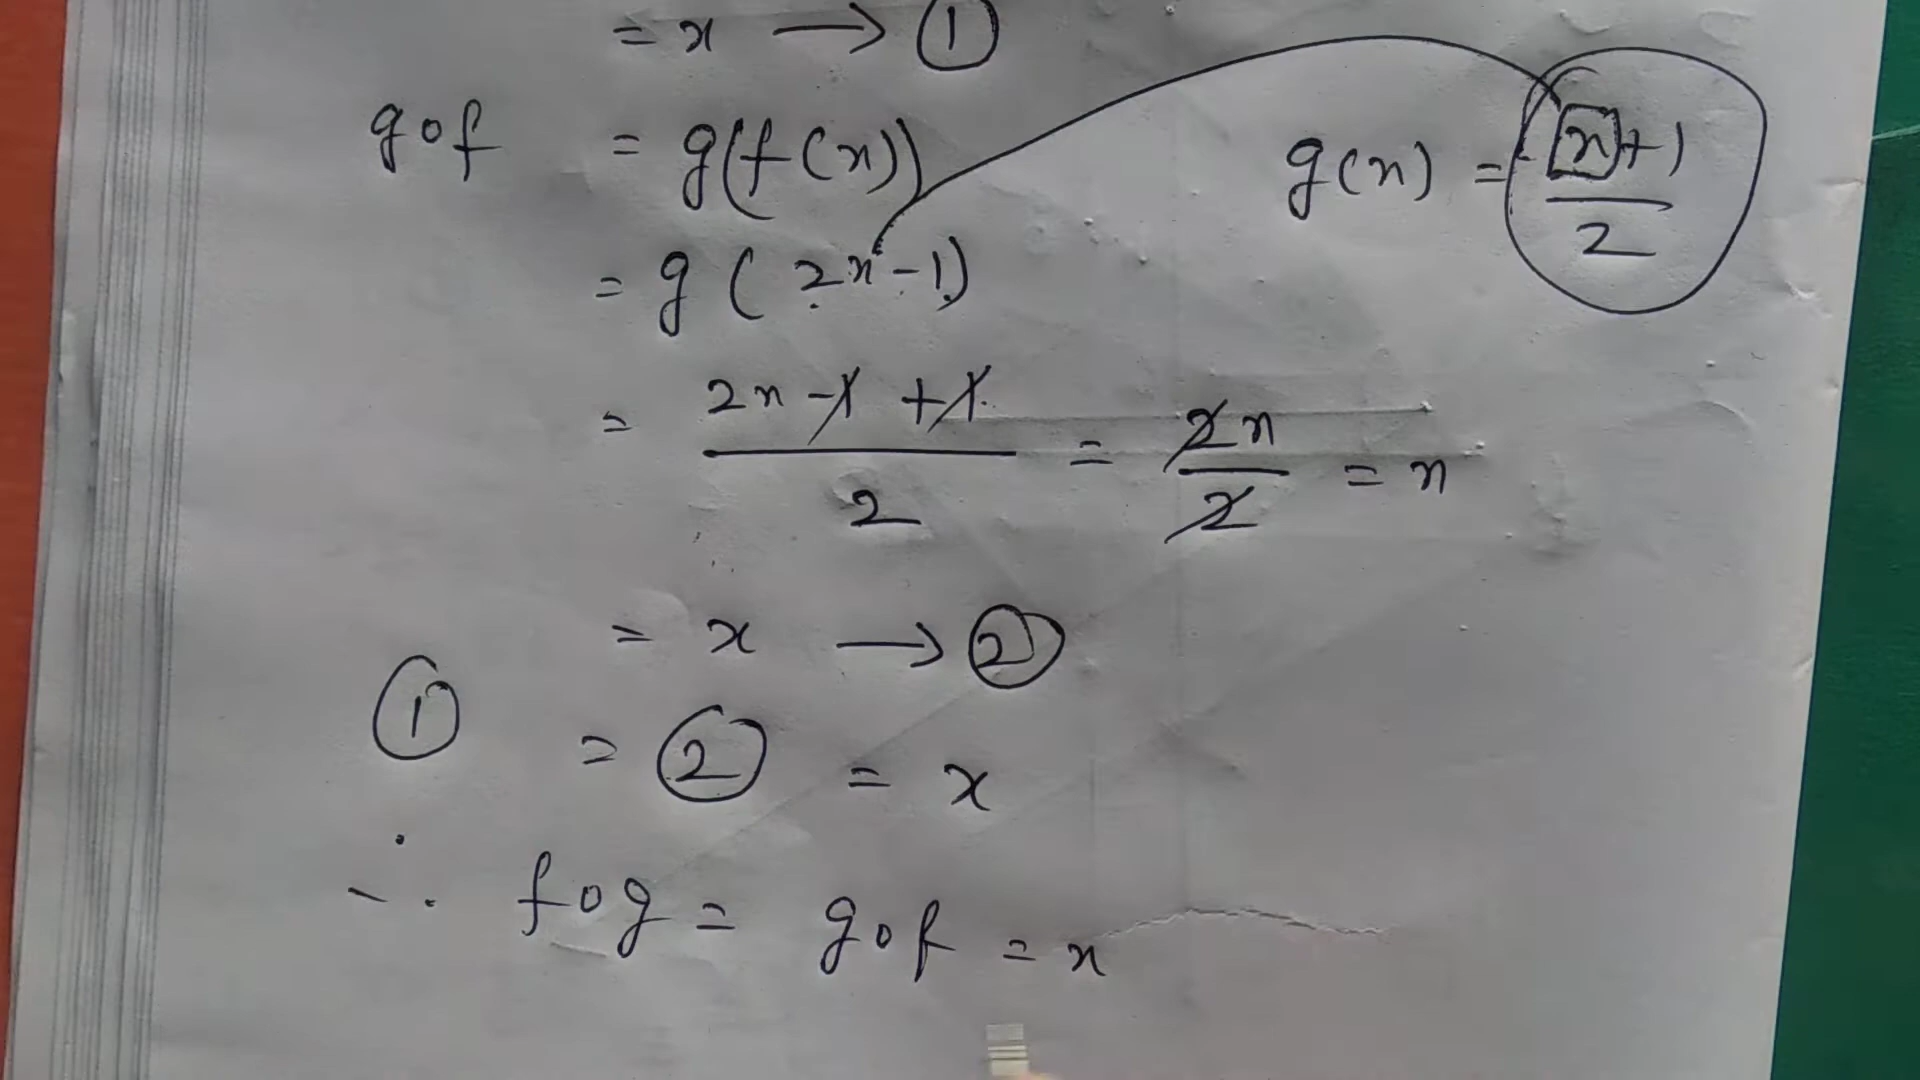 = x → ①
gof = g(f(x)) g(x) = x+1 / 2
= g(2x-1)
= 2x-1+1 / 2 = 2x / 2 = x
= x → ②
① = ② = x
∴ fog = gof = x